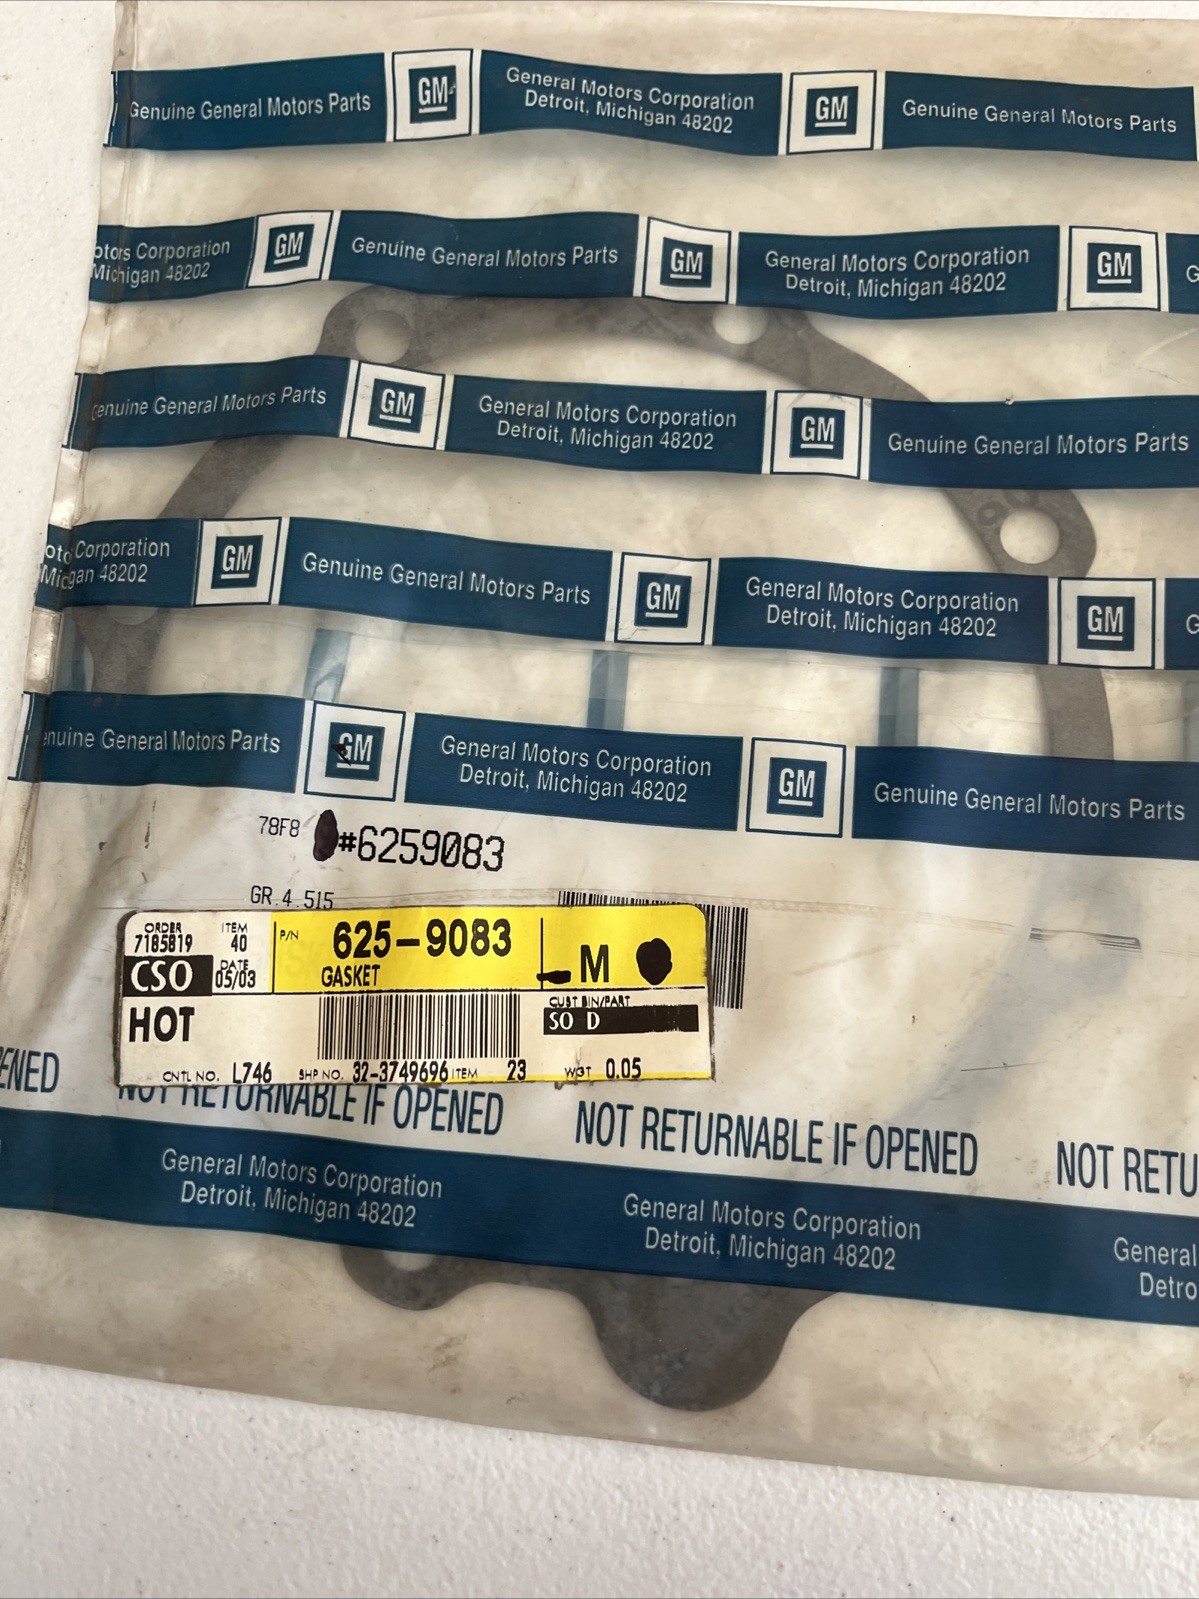 Genuine General Motors Parts
GM
General Motors Corporation
Detroit, Michigan 48202
GM
Genuine General Motors Parts
otors Corporation
Michigan 48202
GM
Genuine General Motors Parts
GM
General Motors Corporation
Detroit, Michigan 48202
GM
G
Genuine General Motors Parts
GM
General Motors Corporation
Detroit, Michigan 48202
GM
Genuine General Motors Parts
oto Corporation
Michigan 48202
GM
Genuine General Motors Parts
GM
General Motors Corporation
Detroit, Michigan 48202
GM
G
enuine General Motors Parts
GM
General Motors Corporation
Detroit, Michigan 48202
GM
Genuine General Motors Parts
78F8 #6259083
GR.4.515
ORDER ITEM
7185819 40
CSO DATE
05/03
P/N 625-9083
GASKET
M
HOT
CUST BIN/PART
SO D
CNTL NO. L746 SHP NO. 32-3749696 ITEM 23 WGT 0.05
ENED
NOT RETURNABLE IF OPENED
NOT RETURNABLE IF OPENED
NOT RETU
General Motors Corporation
Detroit, Michigan 48202
General Motors Corporation
Detroit, Michigan 48202
General
Detro